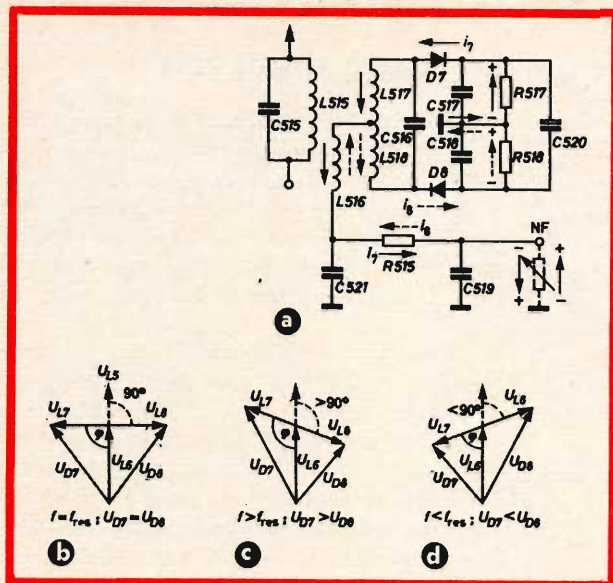 i7
D7
L515
C515
L517
C516
C517
C518
R517
C520
L518
R518
L516
D8
i8
i8
NF
i7
R515
C521
C519
a
UL5
90°
UL7
UL8
φ
UD7
UL6
UD8
f=fres; UD7=UD8
b
>90°
UL7
UL8
φ
UD7
UL6
UD8
f>fres; UD7>UD8
c
<90°
UL7
UL8
φ
UD7
UL6
UD8
f<fres; UD7<UD8
d